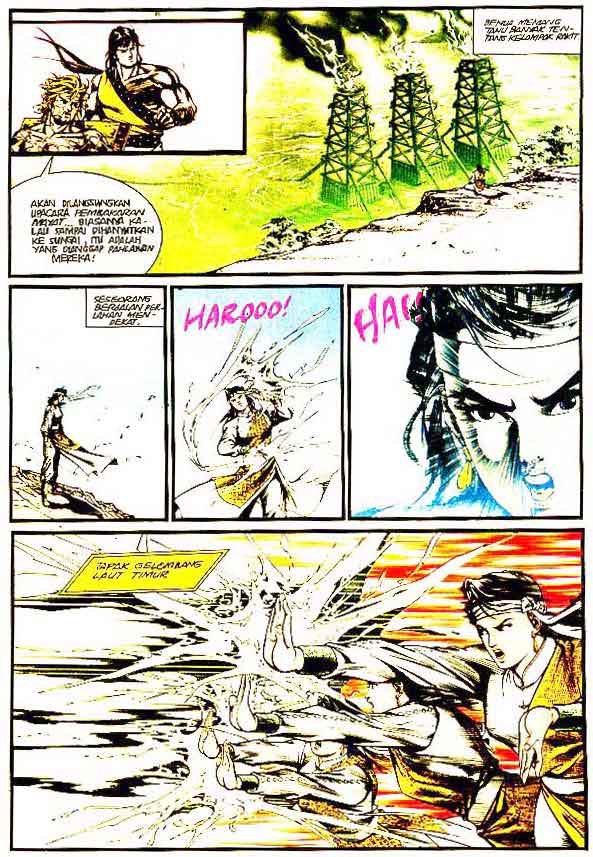 BENUA MEMANG
TAHU BANYAK TEN-
TANG KELOMPOK RAKIT
AKAN DILANGSUNGKAN
UPACARA PEMBAKARAN
MAYAT... BIASANYA KA-
LAU SAMPAI DIHANYUTKAN
KE SUNGAI, ITU ADALAH
YANG DIANGGAP PAHLAWAN
MEREKA!
SESEORANG
BERJALAN PER-
LAHAN MEN-
DEKAT.
HAROOO!
TAPAK GELOMBANG
LAUT TIMUR